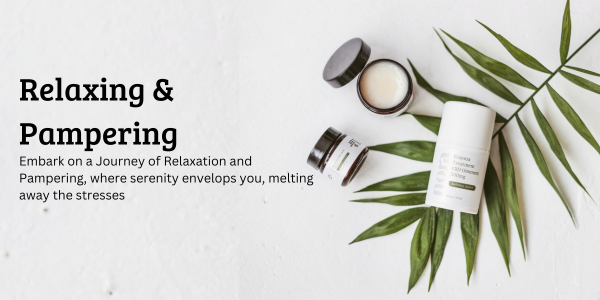 Relaxing &
Pampering
Embark on a Journey of Relaxation and
Pampering, where serenity envelops you, melting
away the stresses